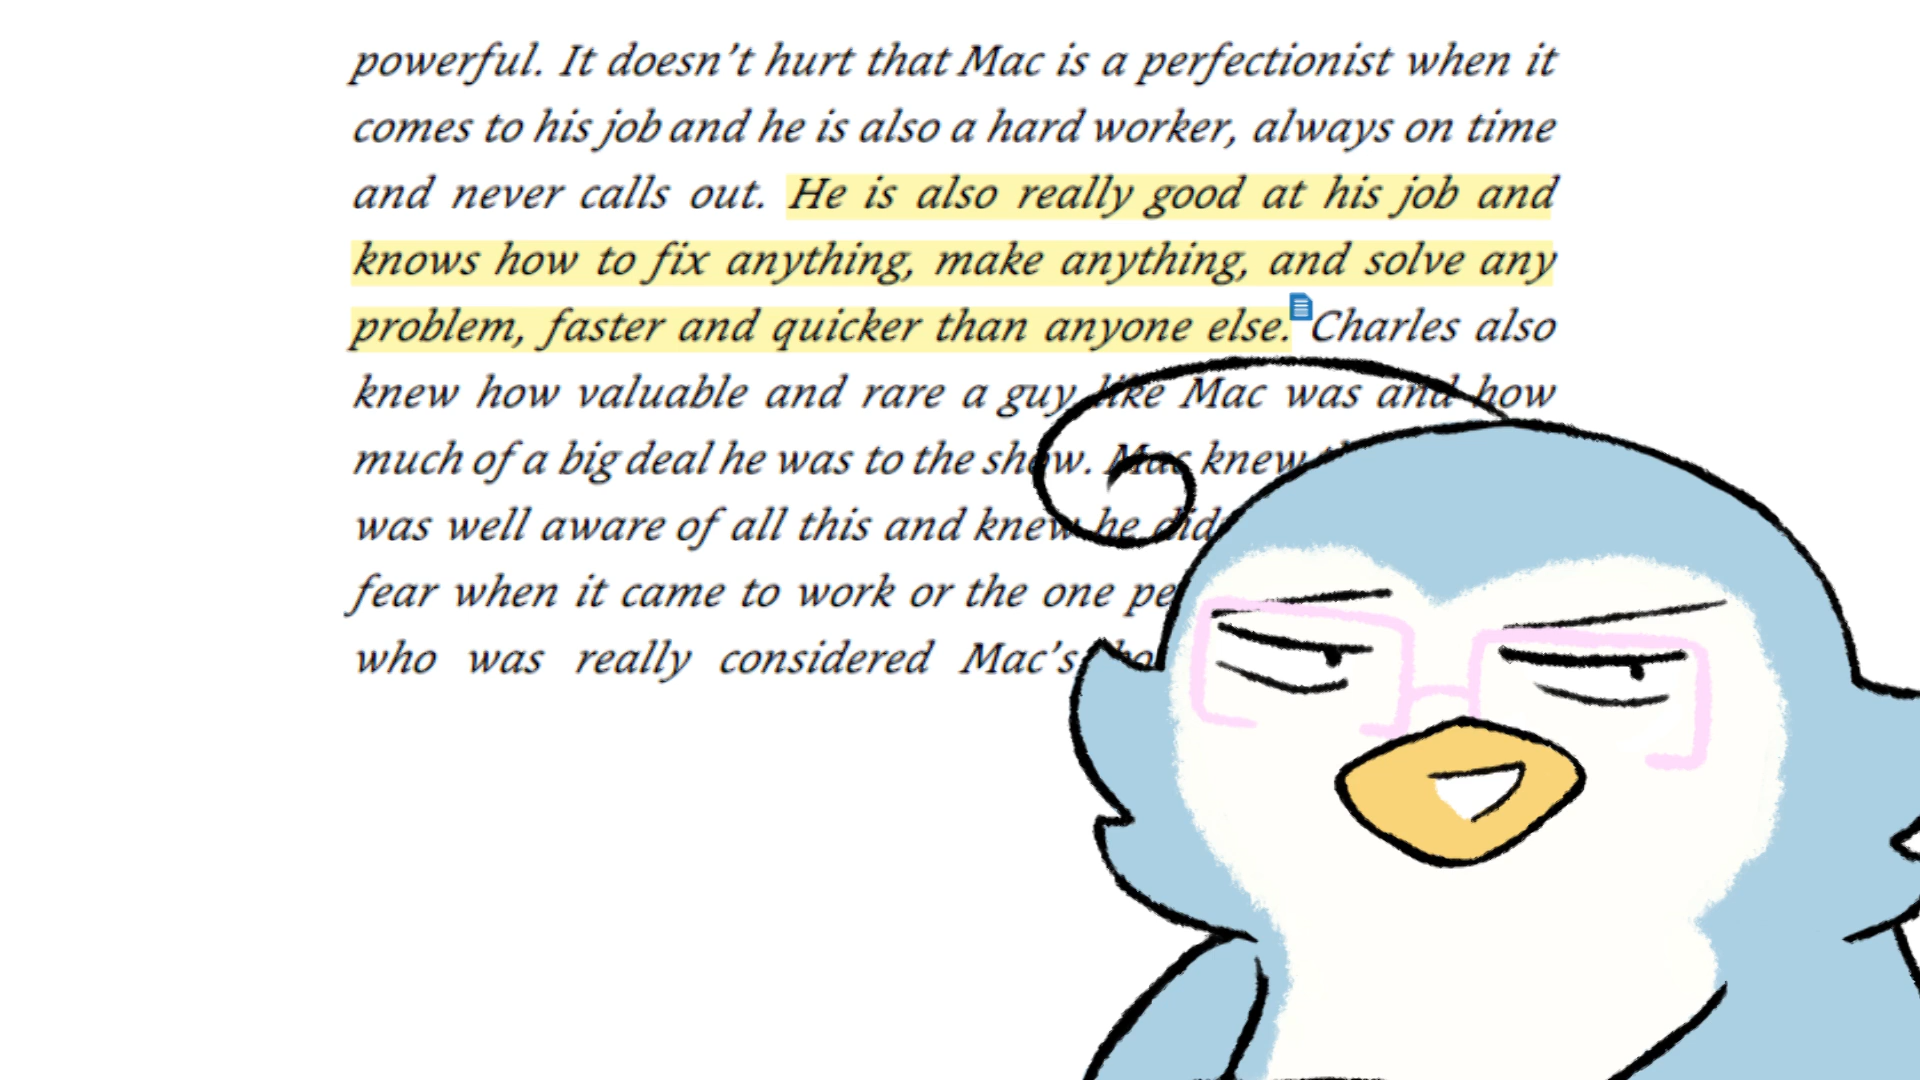 powerful. It doesn’t hurt that Mac is a perfectionist when it
comes to his job and he is also a hard worker, always on time
and never calls out. He is also really good at his job and
knows how to fix anything, make anything, and solve any
problem, faster and quicker than anyone else. Charles also
knew how valuable and rare a guy like Mac was and how
much of a big deal he was to the show. Mac knew
was well aware of all this and knew he
fear when it came to work or the one
who was really considered Mac’s